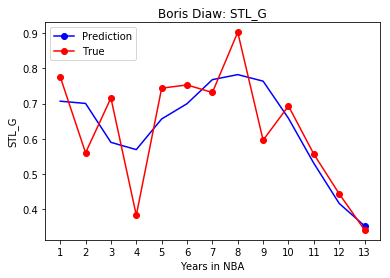 Boris Diaw: STL_G
Prediction
True
0.9
0.8
0.7
0.6
0.5
0.4
STL_G
1 2 3 4 5 6 7 8 9 10 11 12 13
Years in NBA